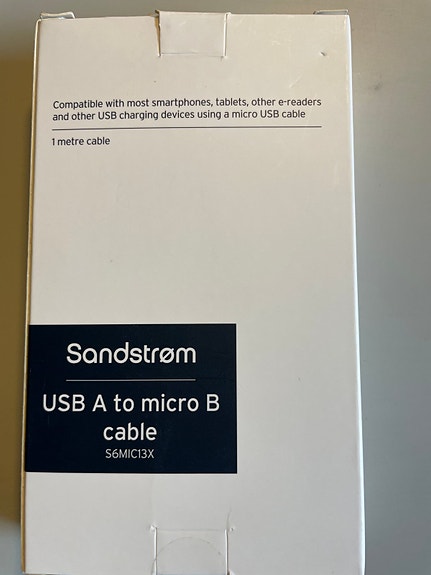 Compatible with most smartphones, tablets, other e-readers
and other USB charging devices using a micro USB cable
1 metre cable
Sandstrøm
USB A to micro B
cable
S6MIC13X